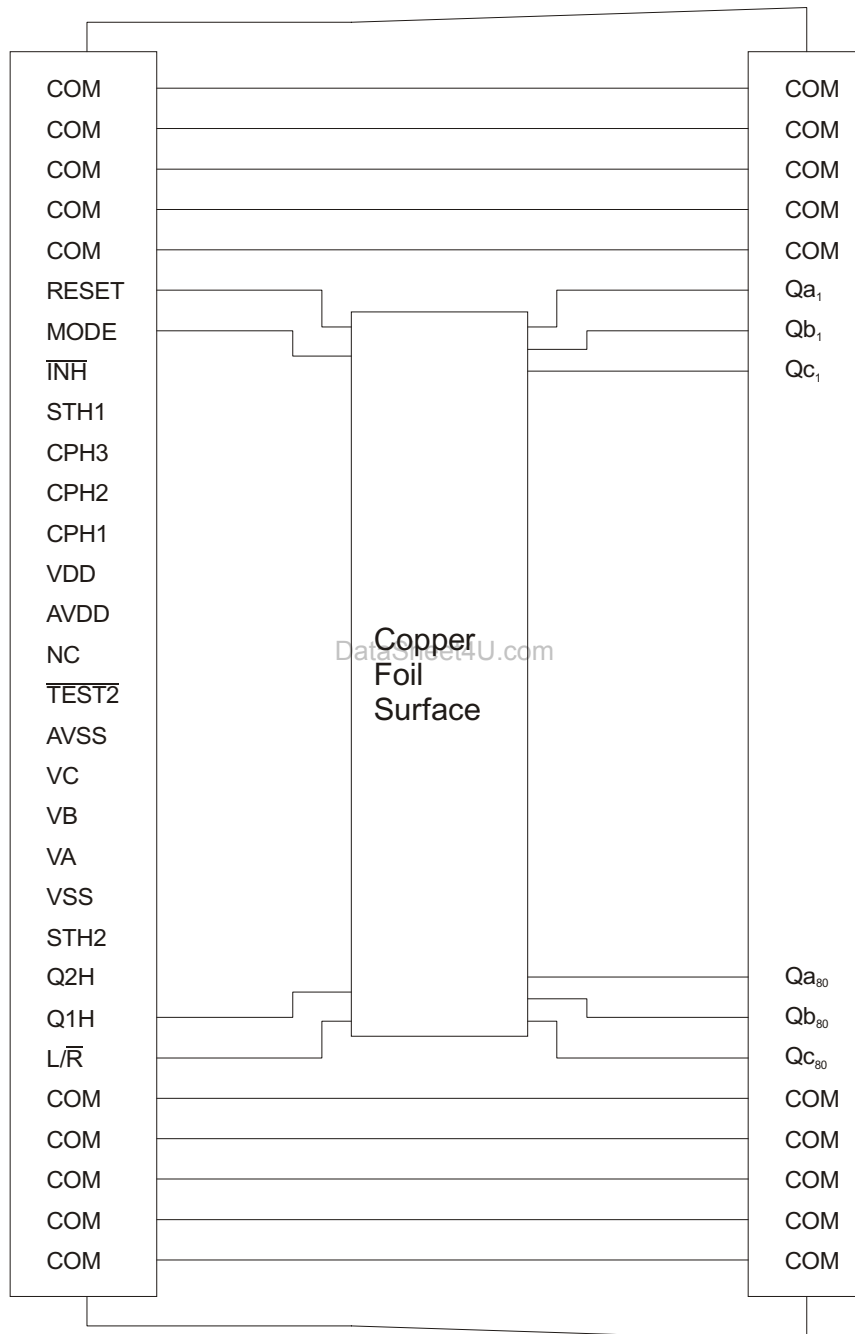 COM
COM
COM
COM
COM
RESET
MODE
I̅N̅H̅
STH1
CPH3
CPH2
CPH1
VDD
AVDD
NC
T̅E̅S̅T̅2̅
AVSS
VC
VB
VA
VSS
STH2
Q2H
Q1H
L/R̅
COM
COM
COM
COM
COM
Copper
Foil
Surface
DataSheet4U.com
COM
COM
COM
COM
COM
Qa₁
Qb₁
Qc₁
Qa₈₀
Qb₈₀
Qc₈₀
COM
COM
COM
COM
COM